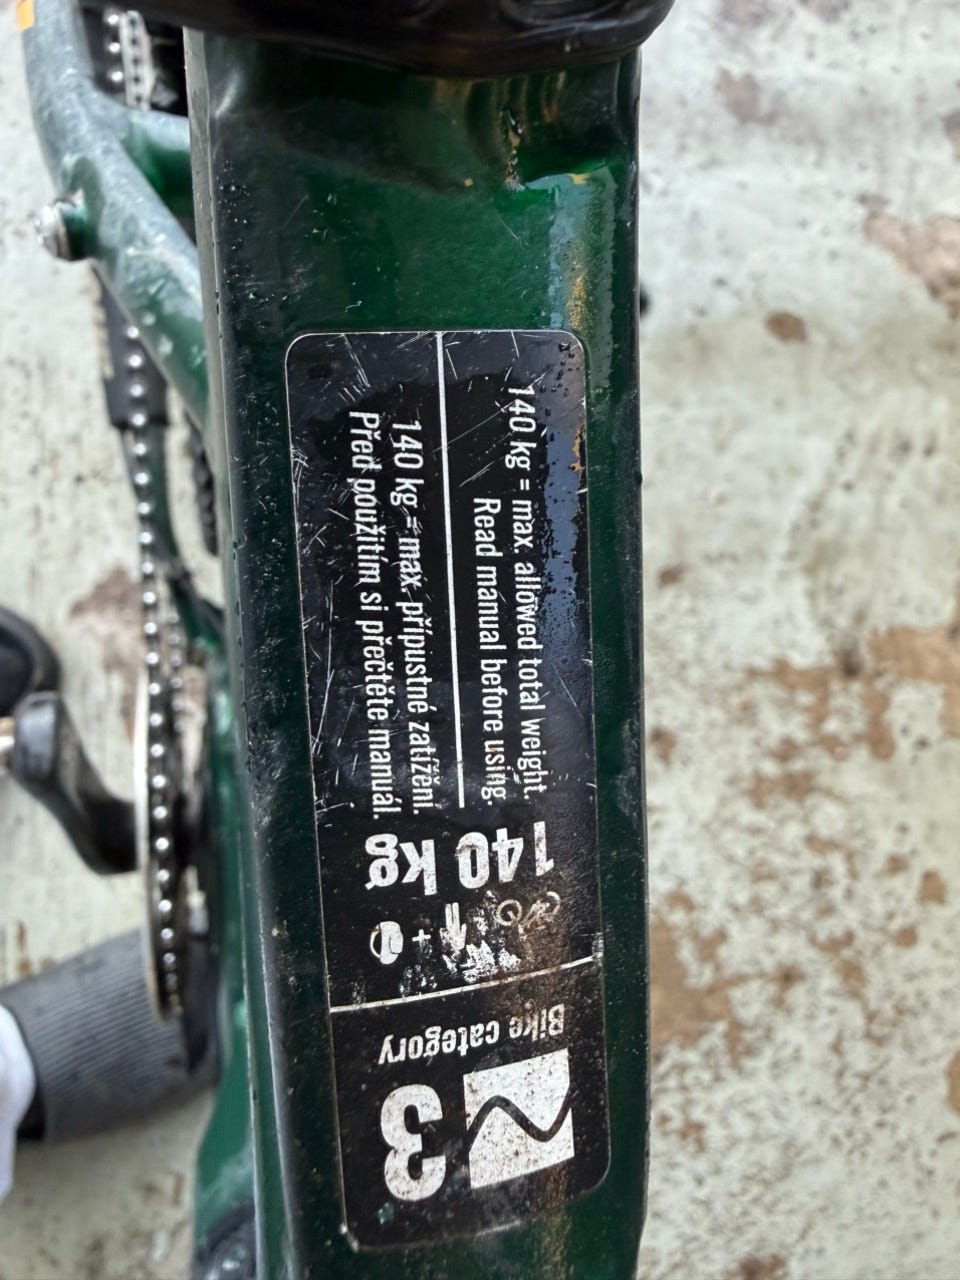 3
Bike category
140 kg
140 kg = max. allowed total weight.
Read manual before using.
140 kg = max. přípustné zatížení.
Před použitím si přečtěte manuál.